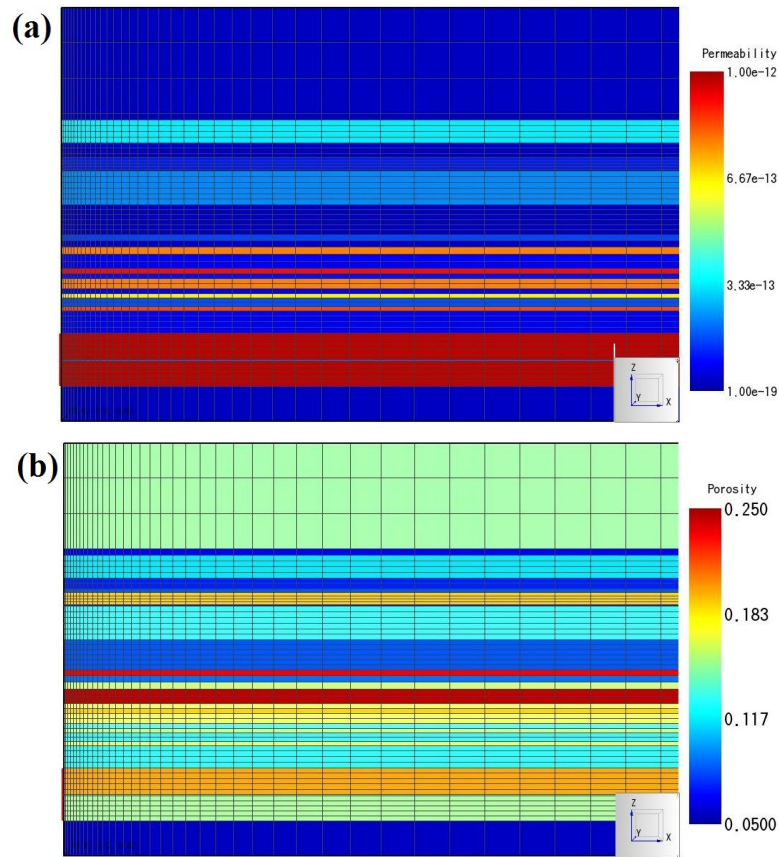 (a)
Permeability
1.00e-12
6.67e-13
3.33e-13
1.00e-19
Z
Y
X
(b)
Porosity
0.250
0.183
0.117
0.0500
Z
Y
X